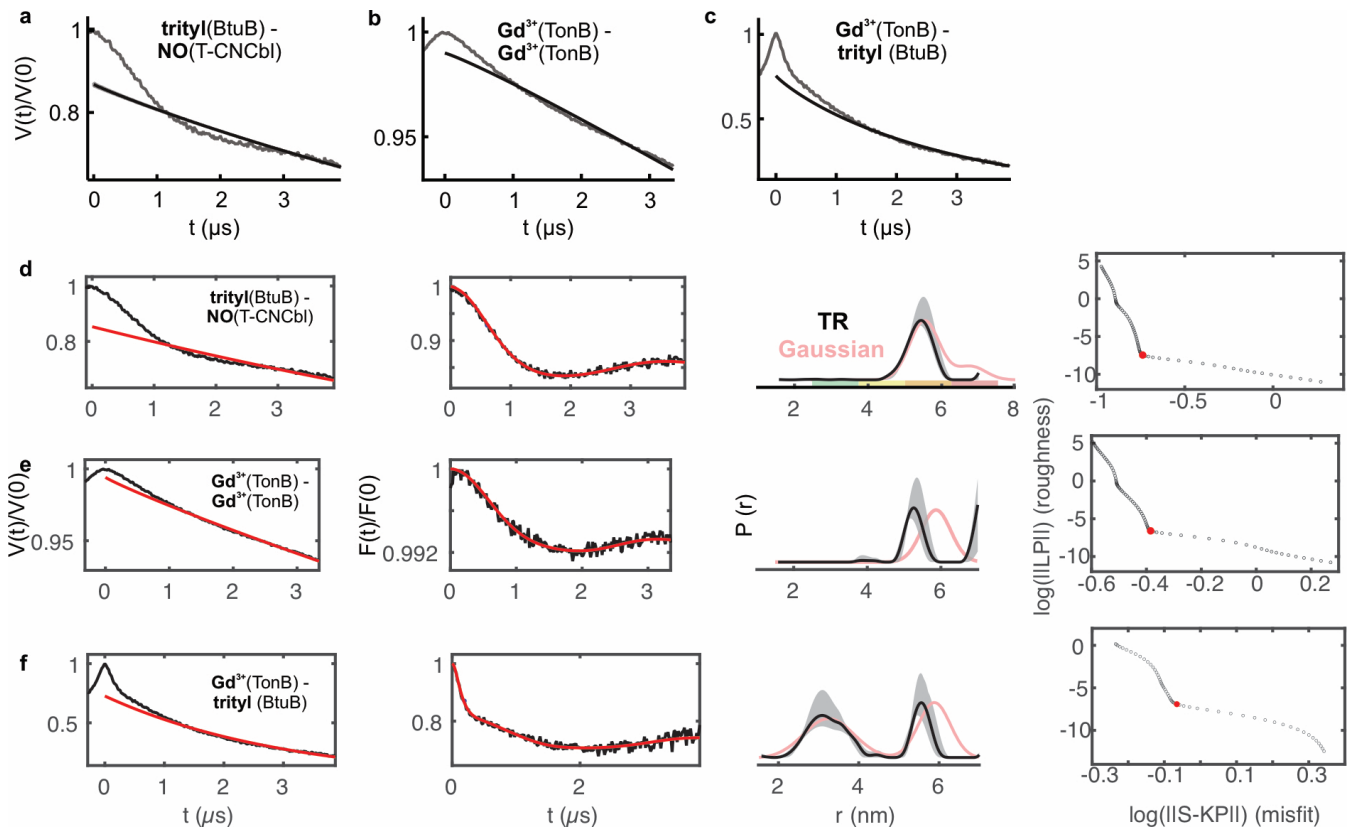 a
trityl(BtuB) -
NO(T-CNCbl)
1
0.8
V(t)/V(0)
0 1 2 3
t (µs)
b
Gd³⁺(TonB) -
Gd³⁺(TonB)
1
0.95
0 1 2 3
t (µs)
c
Gd³⁺(TonB) -
trityl (BtuB)
1
0.5
0 1 2 3
t (µs)
d
trityl(BtuB) -
NO(T-CNCbl)
1
0.8
0 1 2 3
1
0.9
0 1 2 3
TR
Gaussian
2 4 6 8
5
0
-5
-10
-1 -0.5 0
e
Gd³⁺(TonB) -
Gd³⁺(TonB)
V(t)/V(0)
1
0.95
0 1 2 3
F(t)/F(0)
1
0.992
0 1 2 3
P (r)
2 4 6
log(IILPII) (roughness)
5
0
-5
-10
-0.6 -0.4 -0.2 0 0.2
f
Gd³⁺(TonB) -
trityl (BtuB)
1
0.5
0 1 2 3
t (µs)
1
0.8
0 1 2 3
t (µs)
2 4 6
r (nm)
0
-5
-10
-0.3 -0.1 0.1 0.3
log(IIS-KPII) (misfit)